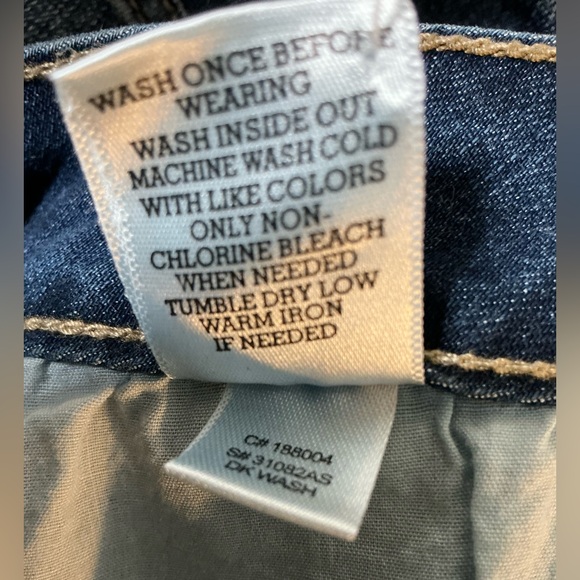 WASH ONCE BEFORE
WEARING
WASH INSIDE OUT
MACHINE WASH COLD
WITH LIKE COLORS
ONLY NON-
CHLORINE BLEACH
WHEN NEEDED
TUMBLE DRY LOW
WARM IRON
IF NEEDED
C# 188004
S# 31082AS
DK WASH